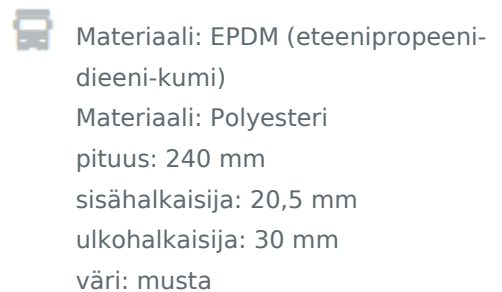 Materiaali: EPDM (eteenipropeeni-
dieeni-kumi)
Materiaali: Polyesteri
pituus: 240 mm
sisähalkaisija: 20,5 mm
ulkohalkaisija: 30 mm
väri: musta